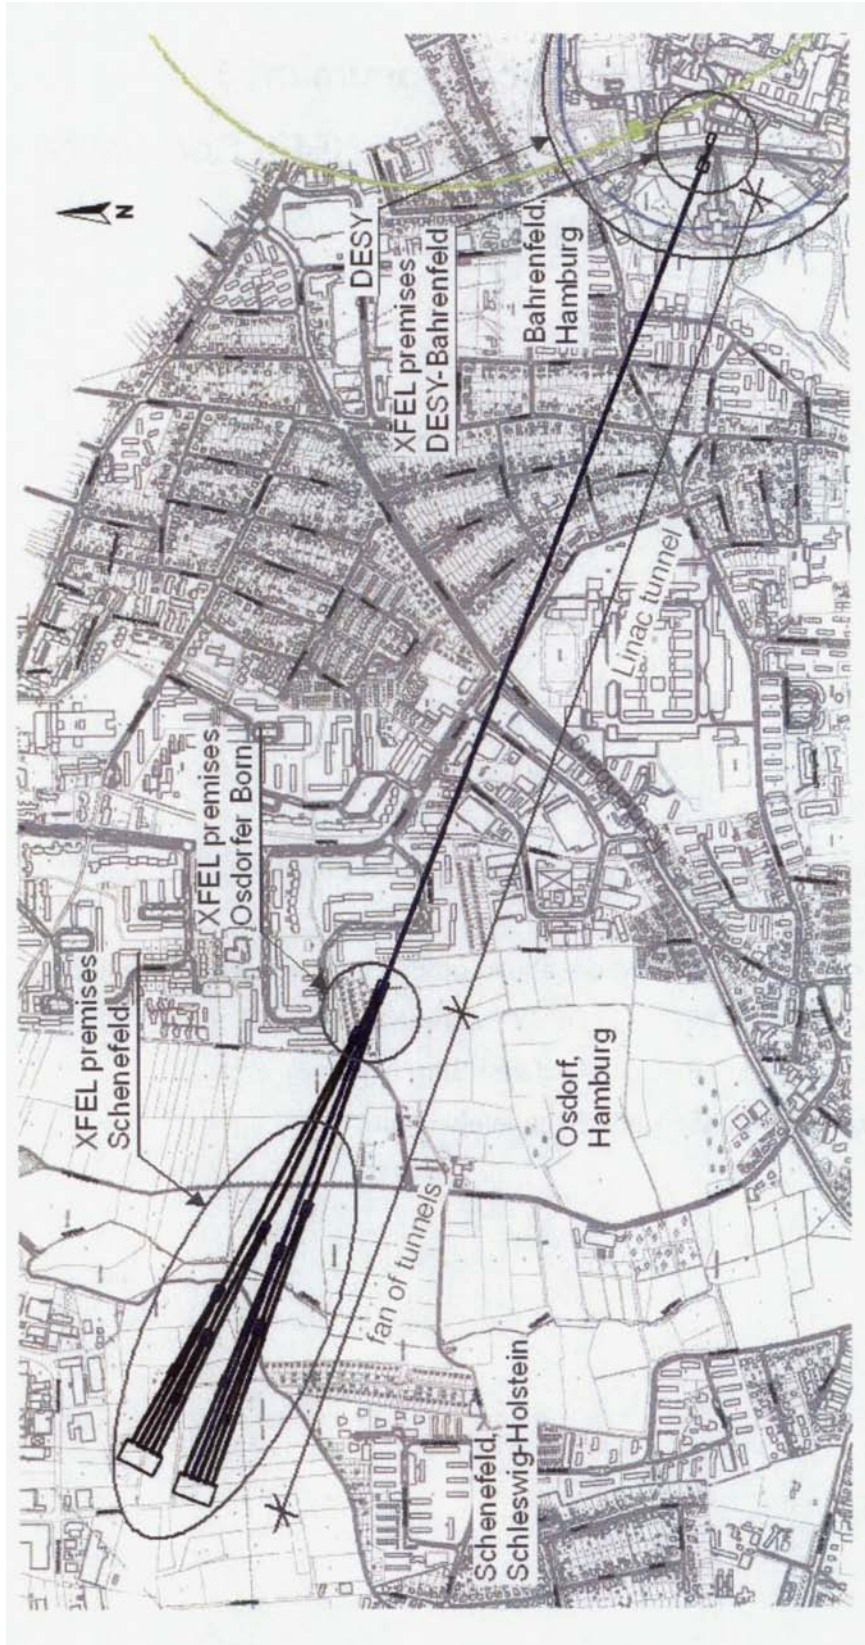 N
DESY
XFEL premises
DESY-Bahrenfeld
Bahrenfeld,
Hamburg
Linac tunnel
XFEL premises
Osdorfer Born
XFEL premises
Schenefeld
Osdorf,
Hamburg
fan of tunnels
Schenefeld,
Schleswig-Holstein